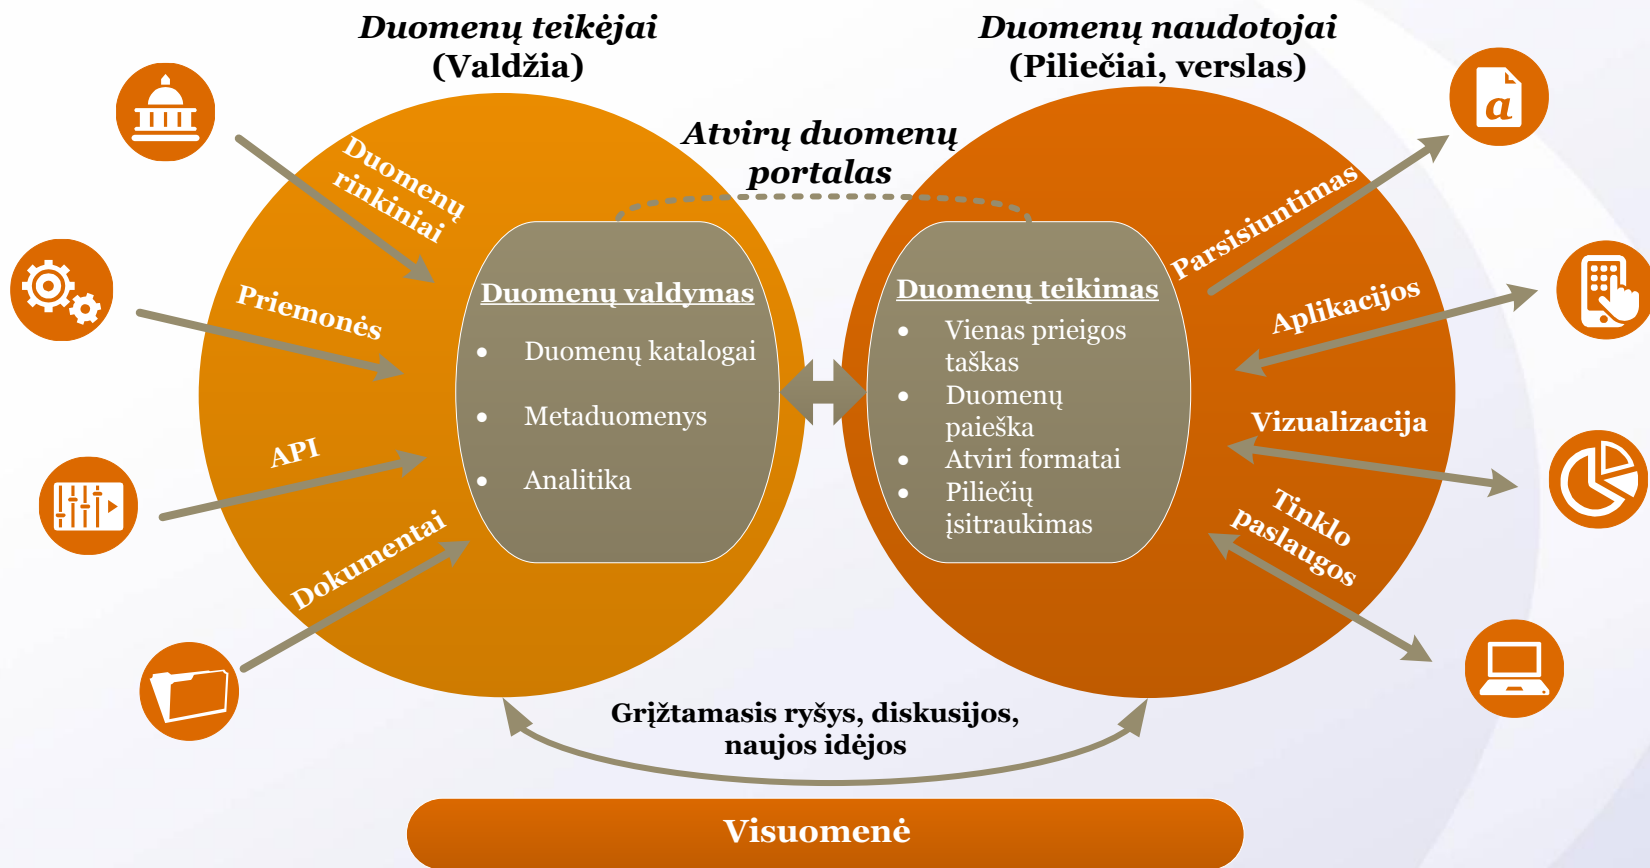 Duomenų teikėjai
(Valdžia)
Duomenų naudotojai
(Piliečiai, verslas)
Atvirų duomenų
portalas
Duomenų
rinkiniai
Priemonės
API
Dokumentai
Duomenų valdymas
• Duomenų katalogai
• Metaduomenys
• Analitika
Duomenų teikimas
• Vienas prieigos
taškas
• Duomenų
paieška
• Atviri formatai
• Piliečių
įsitraukimas
Parsisiuntimas
a
Aplikacijos
Vizualizacija
Tinklo
paslaugos
Grįžtamasis ryšys, diskusijos,
naujos idėjos
Visuomenė